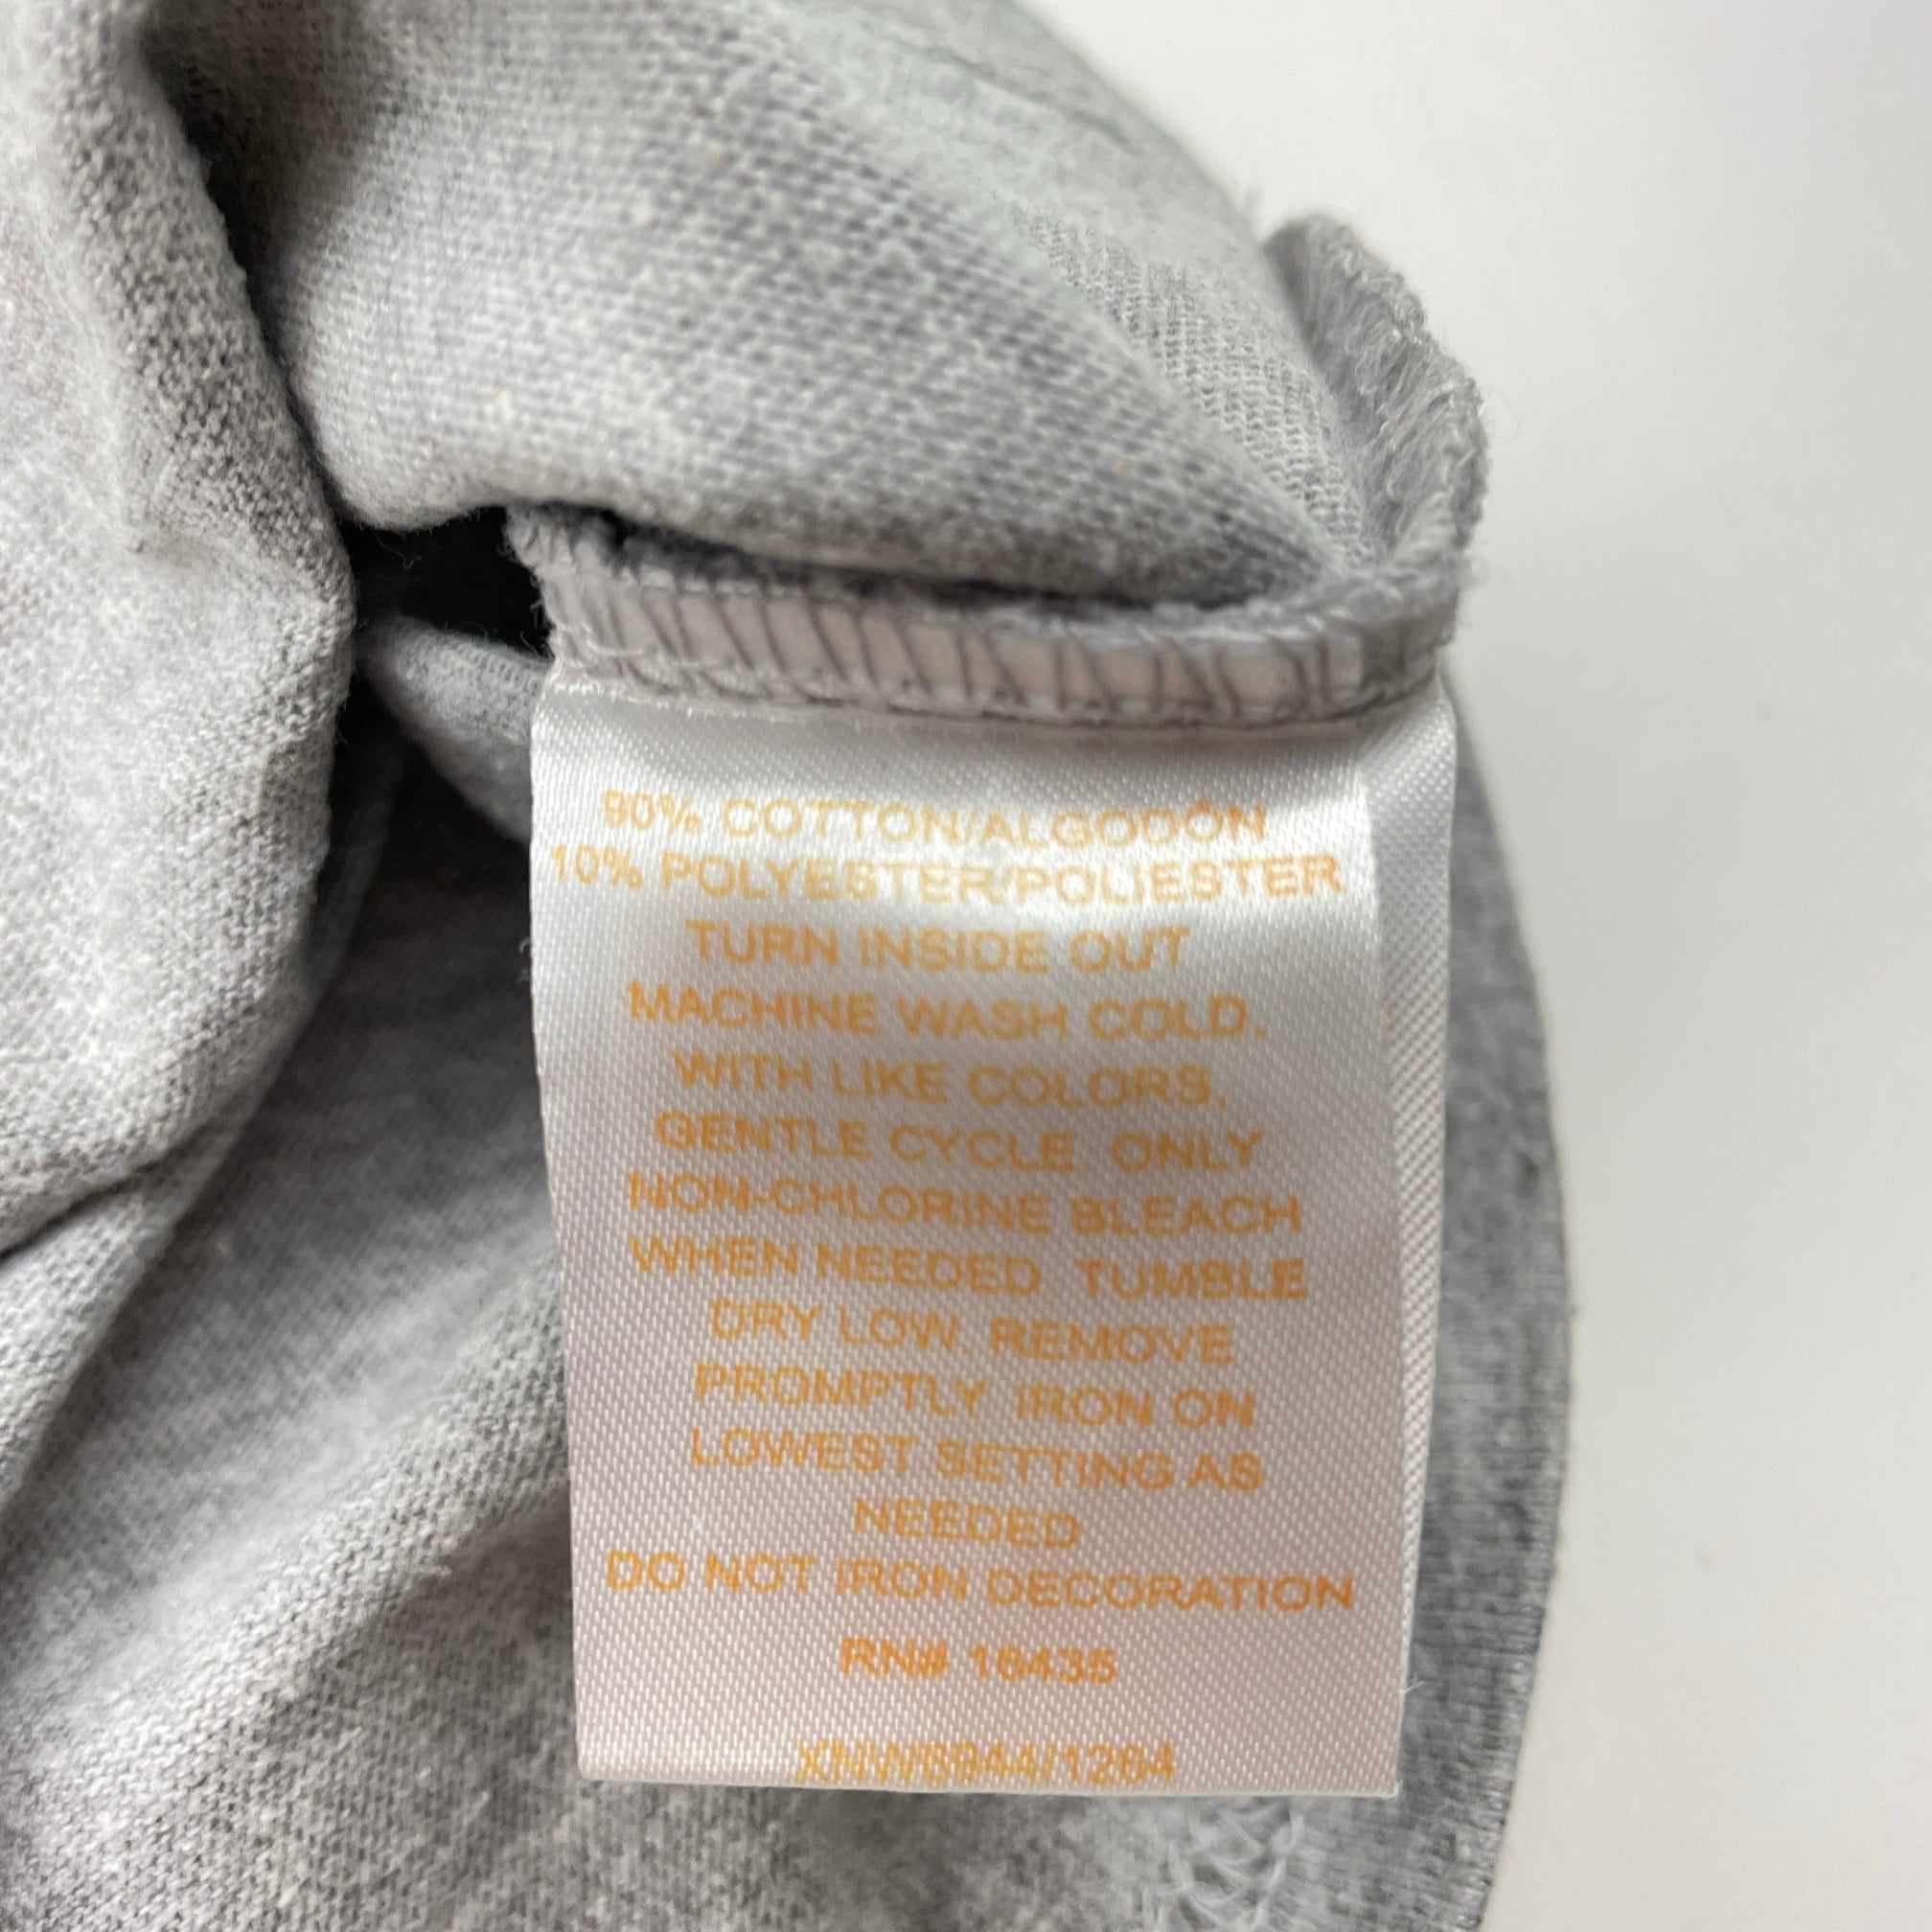 90% COTTON/ALGODÓN
10% POLYESTER/POLIESTER
TURN INSIDE OUT
MACHINE WASH COLD,
WITH LIKE COLORS,
GENTLE CYCLE. ONLY
NON-CHLORINE BLEACH
WHEN NEEDED. TUMBLE
DRY LOW. REMOVE
PROMPTLY. IRON ON
LOWEST SETTING AS
NEEDED
DO NOT IRON DECORATION
RN# 16435
XNW6944/1264